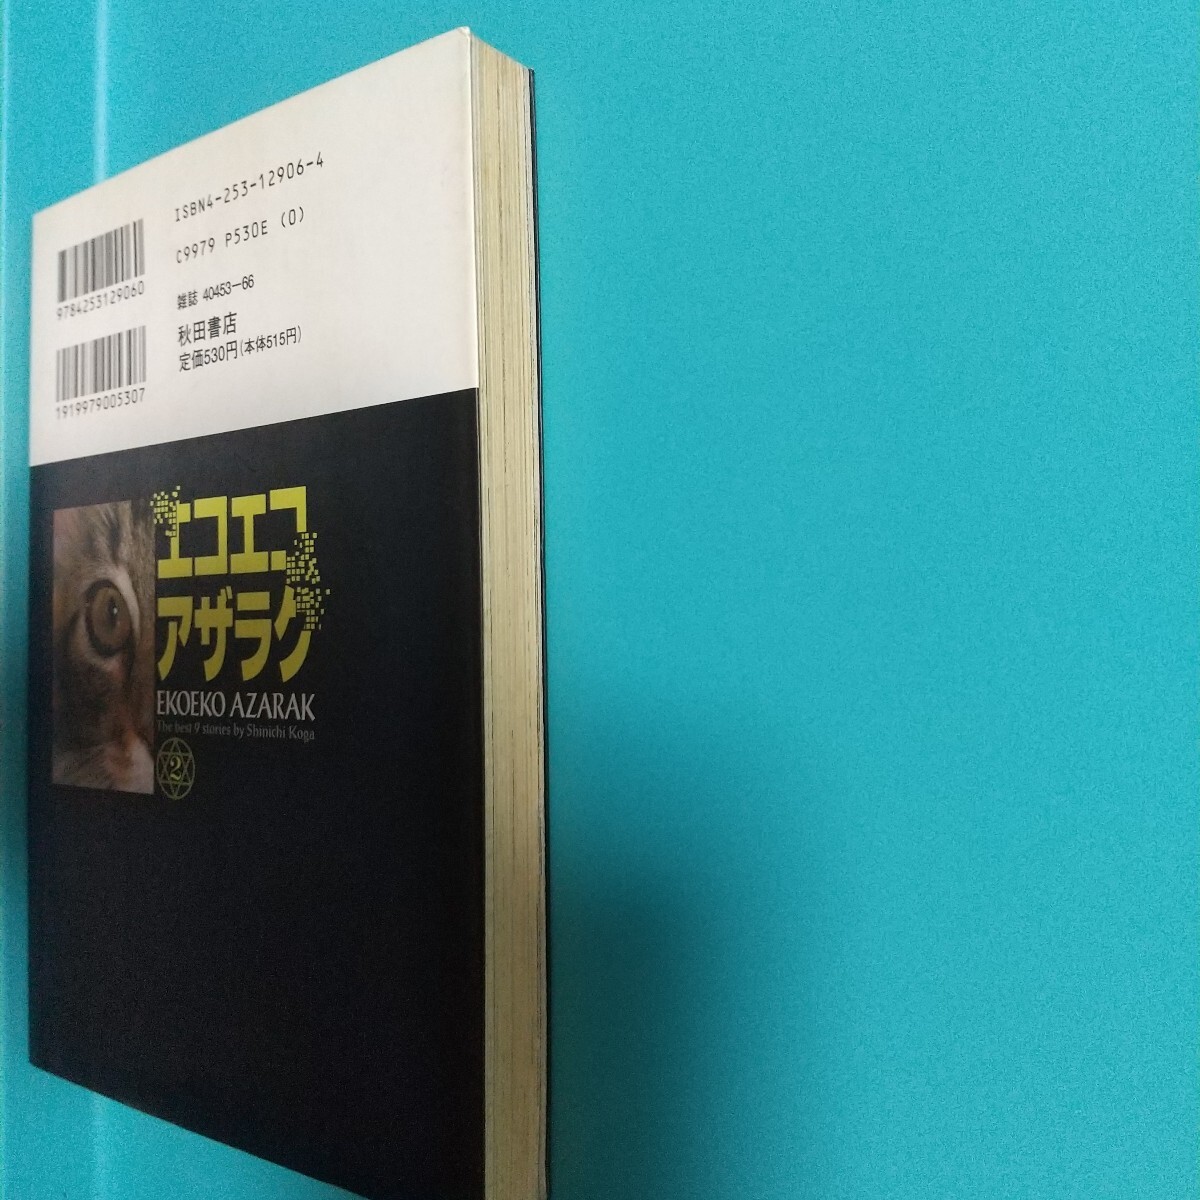 ISBN4-253-12906-4
C9979 P530E (0)
9784253129060
雑誌 40453-66
秋田書店
定価530円(本体515円)
1919979005307
エコエコ
アザラク
EKOEKO AZARAK
The best 9 stories by Shinichi Koga
2